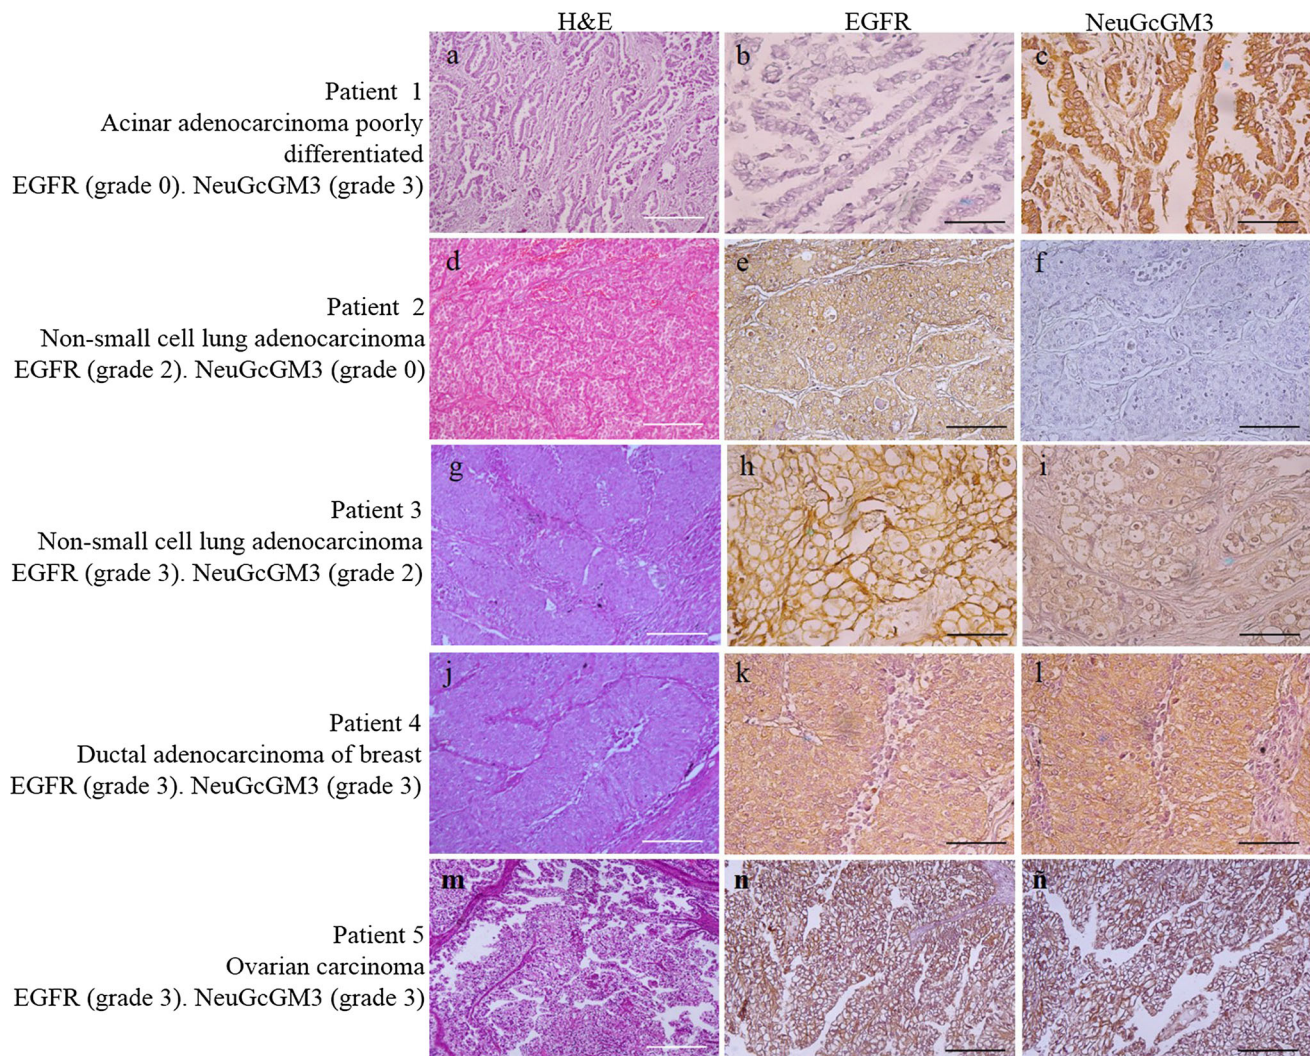 H&E EGFR NeuGcGM3
Patient 1
Acinar adenocarcinoma poorly
differentiated
EGFR (grade 0). NeuGcGM3 (grade 3)
a b c
Patient 2
Non-small cell lung adenocarcinoma
EGFR (grade 2). NeuGcGM3 (grade 0)
d e f
Patient 3
Non-small cell lung adenocarcinoma
EGFR (grade 3). NeuGcGM3 (grade 2)
g h i
Patient 4
Ductal adenocarcinoma of breast
EGFR (grade 3). NeuGcGM3 (grade 3)
j k l
Patient 5
Ovarian carcinoma
EGFR (grade 3). NeuGcGM3 (grade 3)
m n ñ